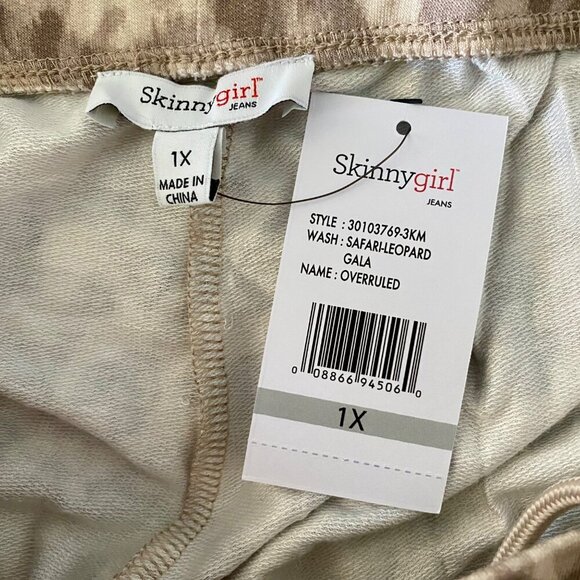 Skinnygirl™
JEANS
1X
MADE IN
CHINA
Skinnygirl™
JEANS
STYLE : 30103769-3KM
WASH : SAFARI-LEOPARD
GALA
NAME : OVERRULED
0 08866 94506 0
1X